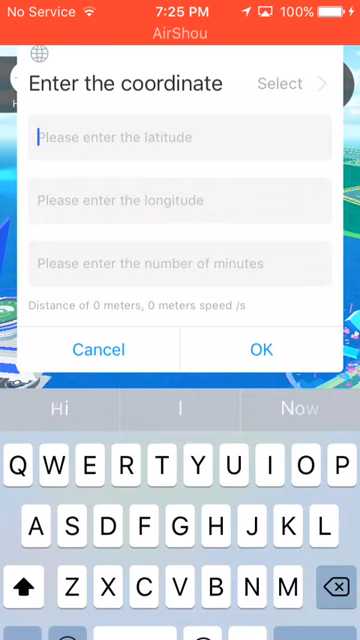 No Service 7:25 PM 100%
AirShou
Enter the coordinate Select
Please enter the latitude
Please enter the longitude
Please enter the number of minutes
Distance of 0 meters, 0 meters speed /s
Cancel OK
Hi I Now
Q W E R T Y U I O P
A S D F G H J K L
Z X C V B N M